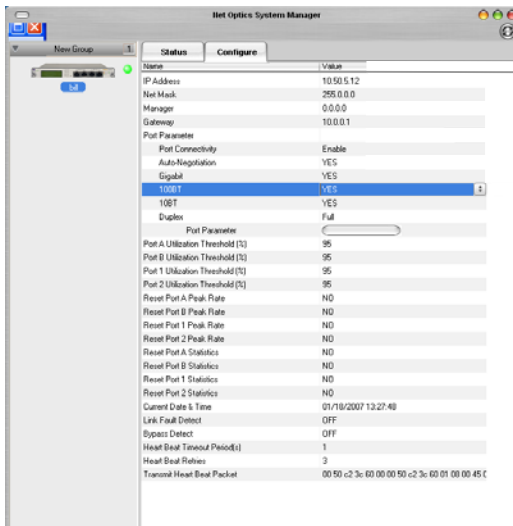 Net Optics System Manager
New Group 1
bill
Status Configure
Name Value
IP Address 10.50.5.12
Net Mask 255.0.0.0
Manager 0.0.0.0
Gateway 10.0.0.1
Port Parameter
Port Connectivity Enable
Auto-Negotiation YES
Gigabit YES
100BT YES
10BT YES
Duplex Full
Port Parameter
Port A Utilization Threshold (%) 95
Port B Utilization Threshold (%) 95
Port 1 Utilization Threshold (%) 95
Port 2 Utilization Threshold (%) 95
Reset Port A Peak Rate NO
Reset Port B Peak Rate NO
Reset Port 1 Peak Rate NO
Reset Port 2 Peak Rate NO
Reset Port A Statistics NO
Reset Port B Statistics NO
Reset Port 1 Statistics NO
Reset Port 2 Statistics NO
Current Date & Time 01/18/2007 13:27:48
Link Fault Detect OFF
Bypass Detect OFF
Heart Beat Timeout Period(s) 1
Heart Beat Retries 3
Transmit Heart Beat Packet 00 50 c2 3c 60 00 00 50 c2 3c 60 01 00 00 45 0